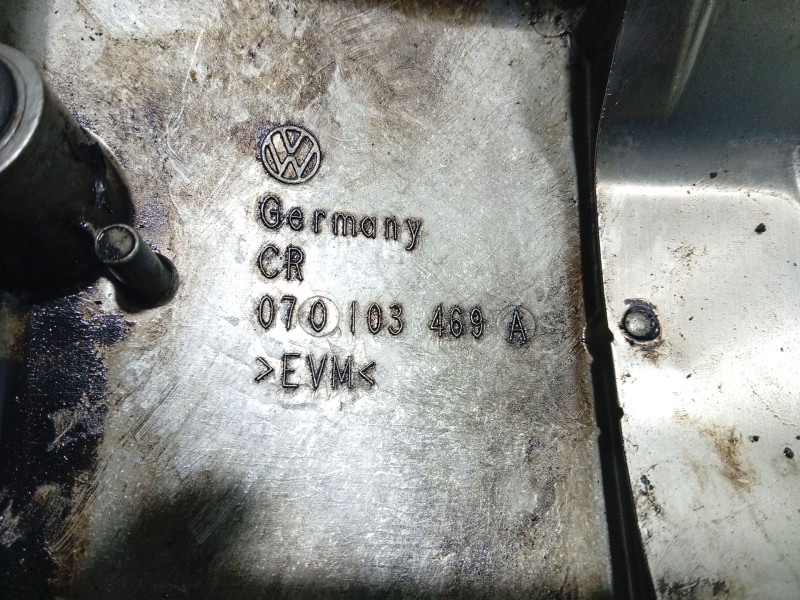 Germany
CR
070 103 469 A
>EVM<